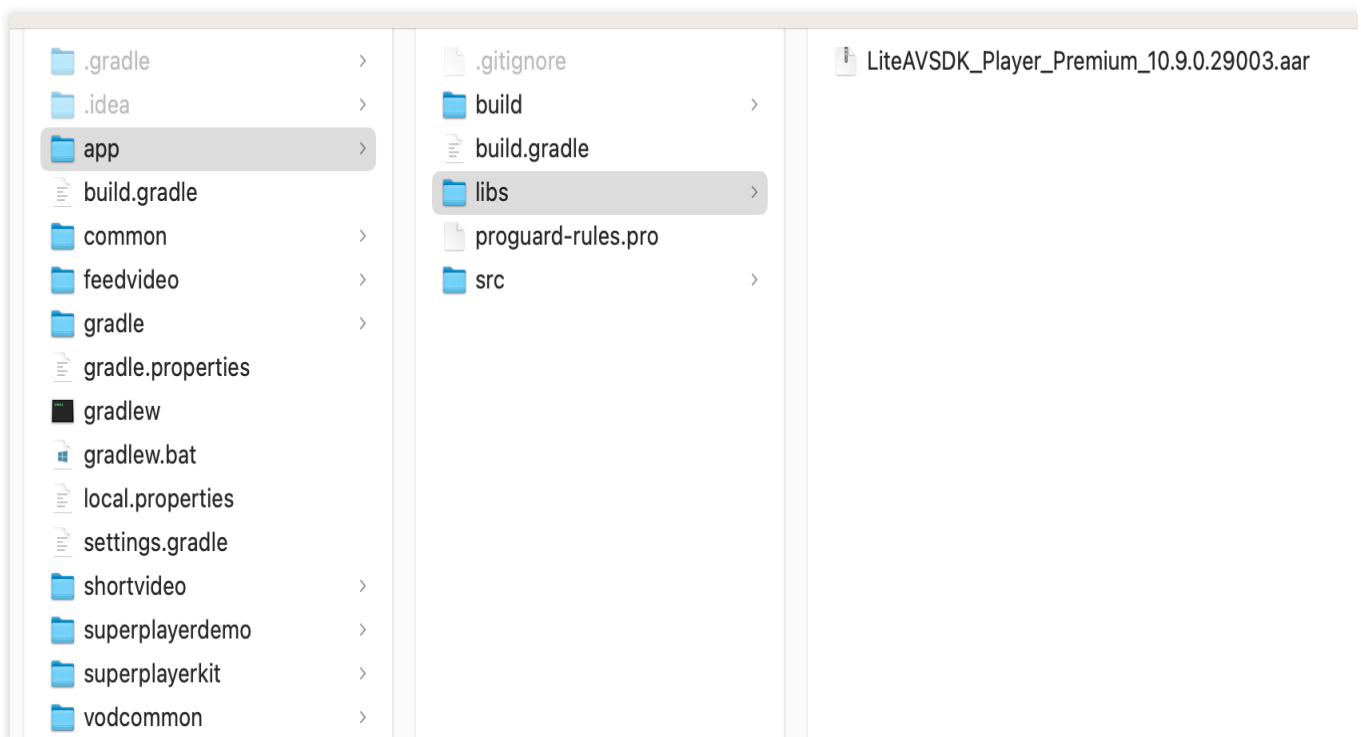 .gradle
.idea
app
build.gradle
common
feedvideo
gradle
gradle.properties
gradlew
gradlew.bat
local.properties
settings.gradle
shortvideo
superplayerdemo
superplayerkit
vodcommon
.gitignore
build
build.gradle
libs
proguard-rules.pro
src
LiteAVSDK_Player_Premium_10.9.0.29003.aar